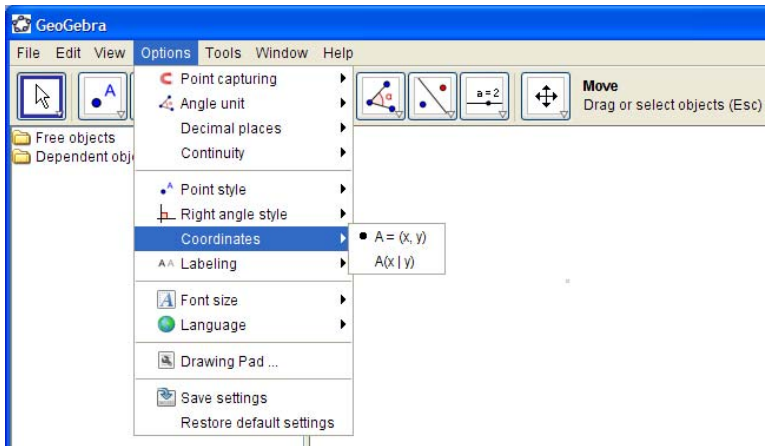 GeoGebra
File Edit View Options Tools Window Help
A
α
a = 2
Move
Drag or select objects (Esc)
Free objects
Dependent obj
Point capturing
Angle unit
Decimal places
Continuity
A
Point style
Right angle style
Coordinates
A = (x, y)
A(x | y)
AA Labeling
A Font size
Language
Drawing Pad ...
Save settings
Restore default settings